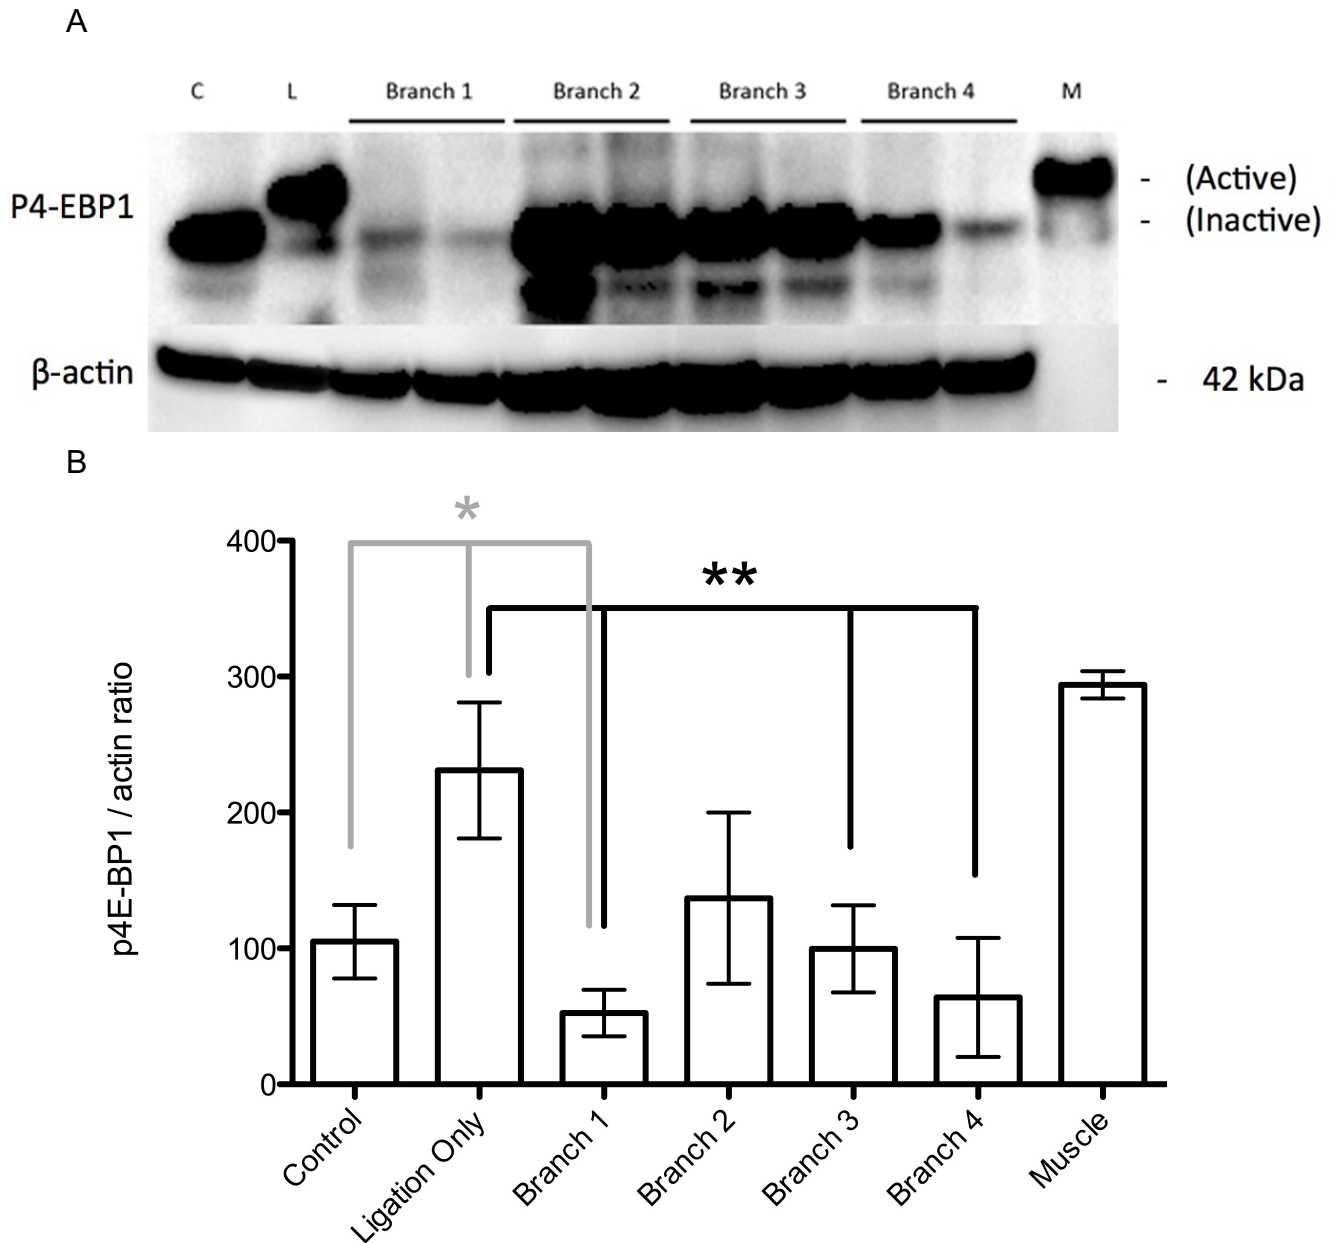 A
C L Branch 1 Branch 2 Branch 3 Branch 4 M
P4-EBP1
- (Active)
- (Inactive)
β-actin
- 42 kDa
B
*
**
400
300
200
100
0
p4E-BP1 / actin ratio
Control
Ligation Only
Branch 1
Branch 2
Branch 3
Branch 4
Muscle